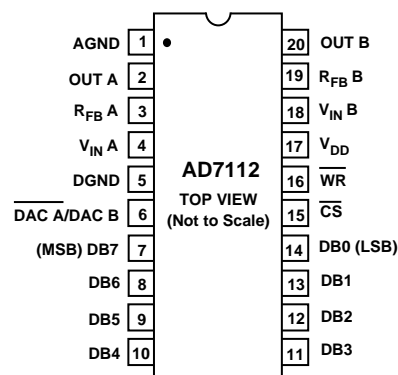 AGND 1
OUT A 2
RFB A 3
VIN A 4
DGND 5
DAC A/DAC B 6
(MSB) DB7 7
DB6 8
DB5 9
DB4 10
AD7112
TOP VIEW
(Not to Scale)
20 OUT B
19 RFB B
18 VIN B
17 VDD
16 WR
15 CS
14 DB0 (LSB)
13 DB1
12 DB2
11 DB3